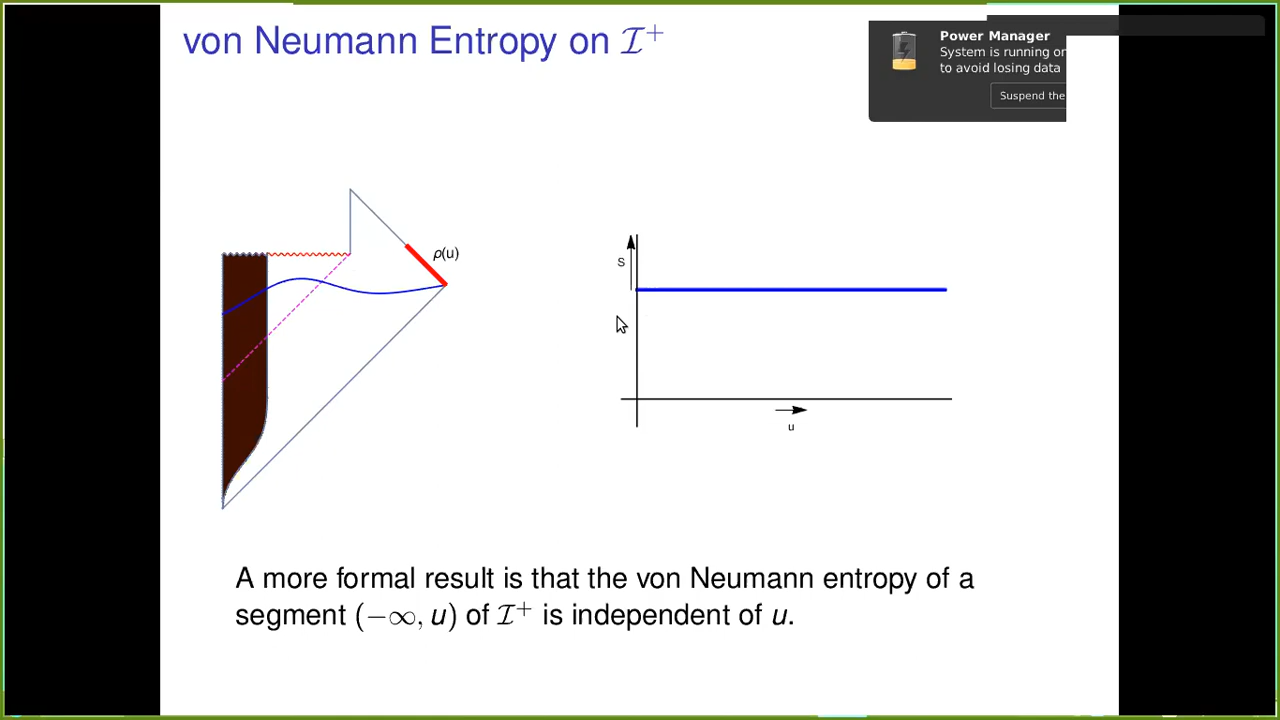 von Neumann Entropy on 𝓘⁺
Power Manager
System is running on
to avoid losing data
Suspend the
ρ(u)
S
u
A more formal result is that the von Neumann entropy of a
segment (−∞, u) of 𝓘⁺ is independent of u.